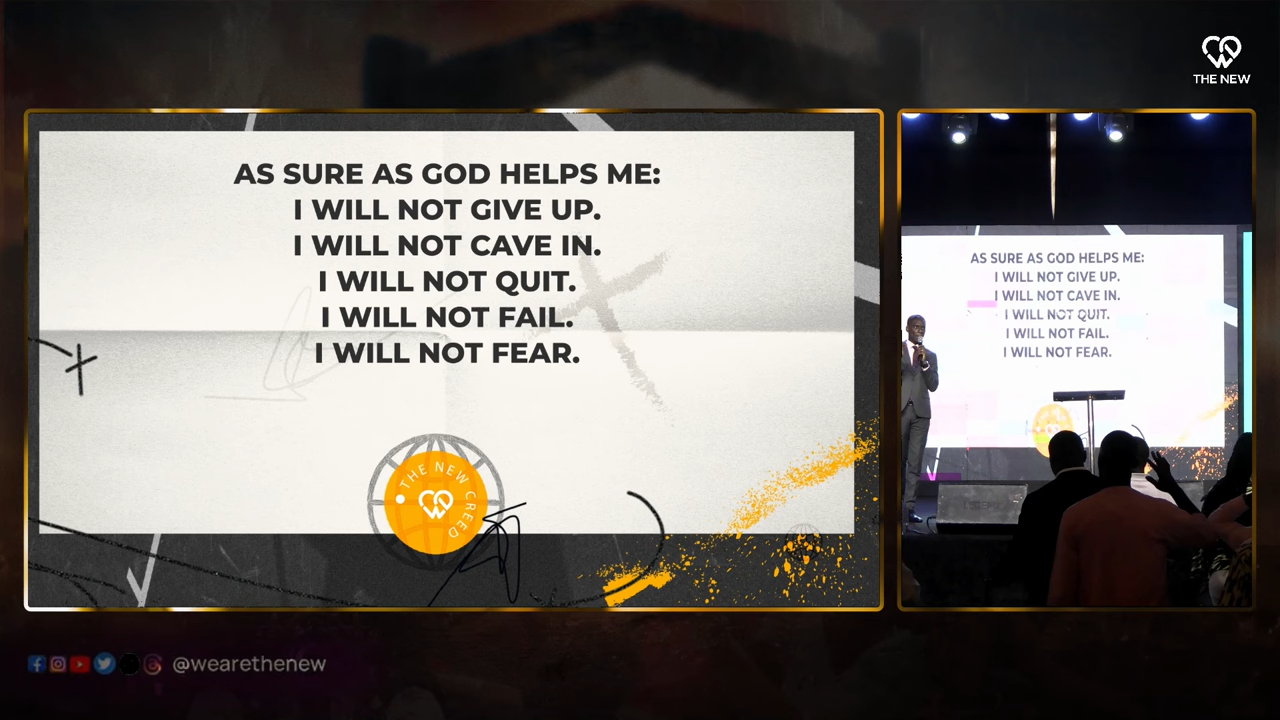 THE NEW
AS SURE AS GOD HELPS ME:
I WILL NOT GIVE UP.
I WILL NOT CAVE IN.
I WILL NOT QUIT.
I WILL NOT FAIL.
I WILL NOT FEAR.
THE NEW CREED
AS SURE AS GOD HELPS ME:
I WILL NOT GIVE UP.
I WILL NOT CAVE IN.
I WILL NOT QUIT.
I WILL NOT FAIL.
I WILL NOT FEAR.
@wearethenew